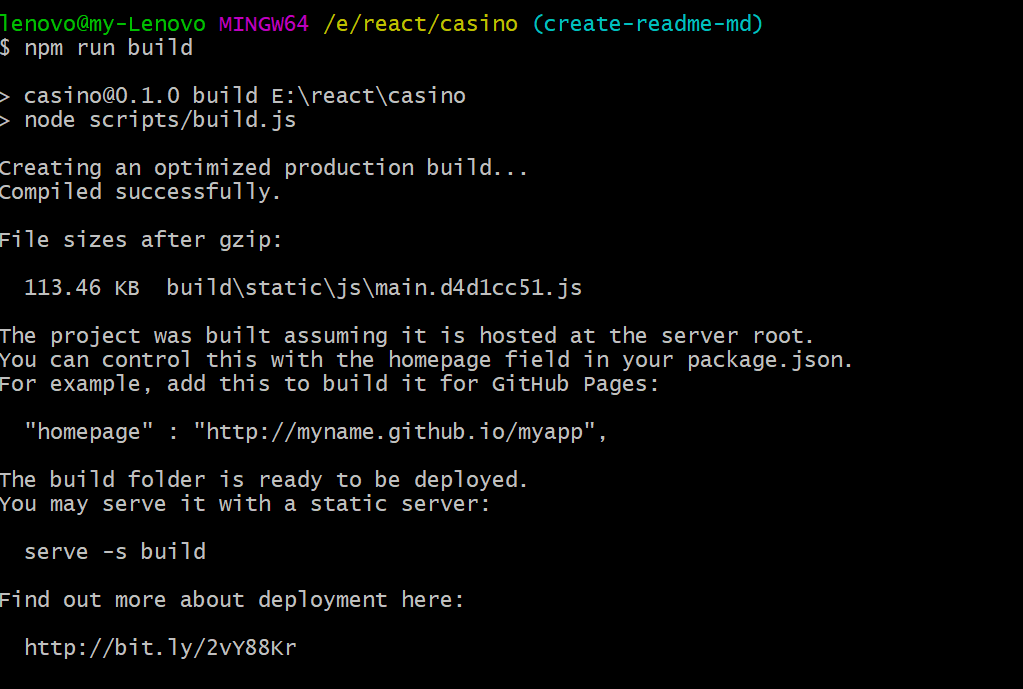 lenovo@my-Lenovo MINGW64 /e/react/casino (create-readme-md)
$ npm run build
> casino@0.1.0 build E:\react\casino
> node scripts/build.js
Creating an optimized production build...
Compiled successfully.
File sizes after gzip:
113.46 KB  build\static\js\main.d4d1cc51.js
The project was built assuming it is hosted at the server root.
You can control this with the homepage field in your package.json.
For example, add this to build it for GitHub Pages:
"homepage" : "http://myname.github.io/myapp",
The build folder is ready to be deployed.
You may serve it with a static server:
serve -s build
Find out more about deployment here:
http://bit.ly/2vY88Kr